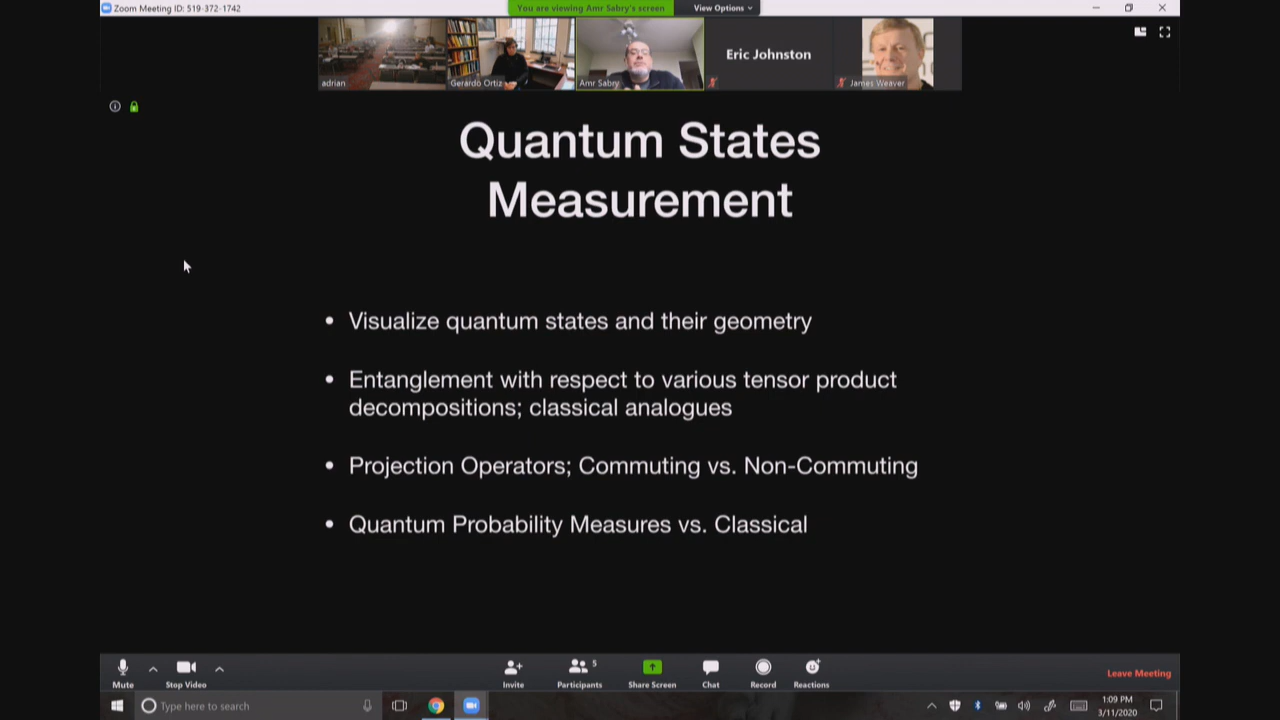 Zoom Meeting ID: 519-372-1742
You are viewing Amr Sabry's screen
View Options
adrian
Gerardo Ortiz
Amr Sabry
Eric Johnston
James Weaver
Quantum States
Measurement
• Visualize quantum states and their geometry
• Entanglement with respect to various tensor product
decompositions; classical analogues
• Projection Operators; Commuting vs. Non-Commuting
• Quantum Probability Measures vs. Classical
Mute
Stop Video
Invite
5
Participants
Share Screen
Chat
Record
Reactions
Leave Meeting
Type here to search
1:09 PM
3/11/2020